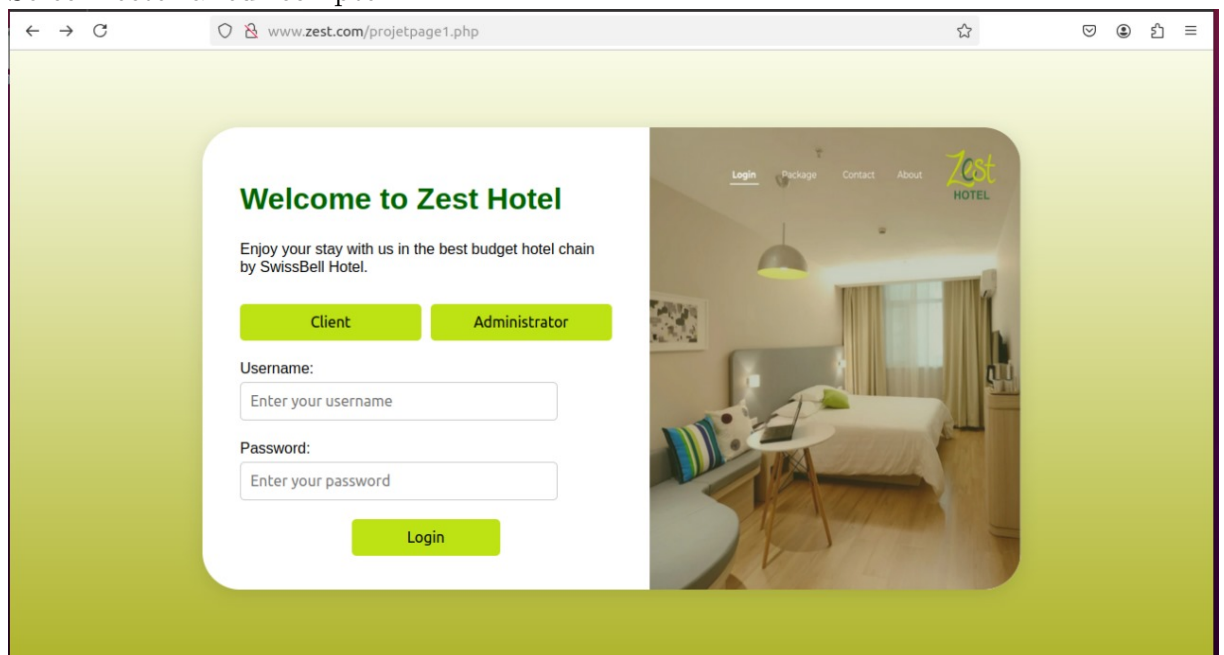 www.zest.com/projetpage1.php
Login Package Contact About
Zest
HOTEL
Welcome to Zest Hotel
Enjoy your stay with us in the best budget hotel chain
by SwissBell Hotel.
Client Administrator
Username:
Enter your username
Password:
Enter your password
Login